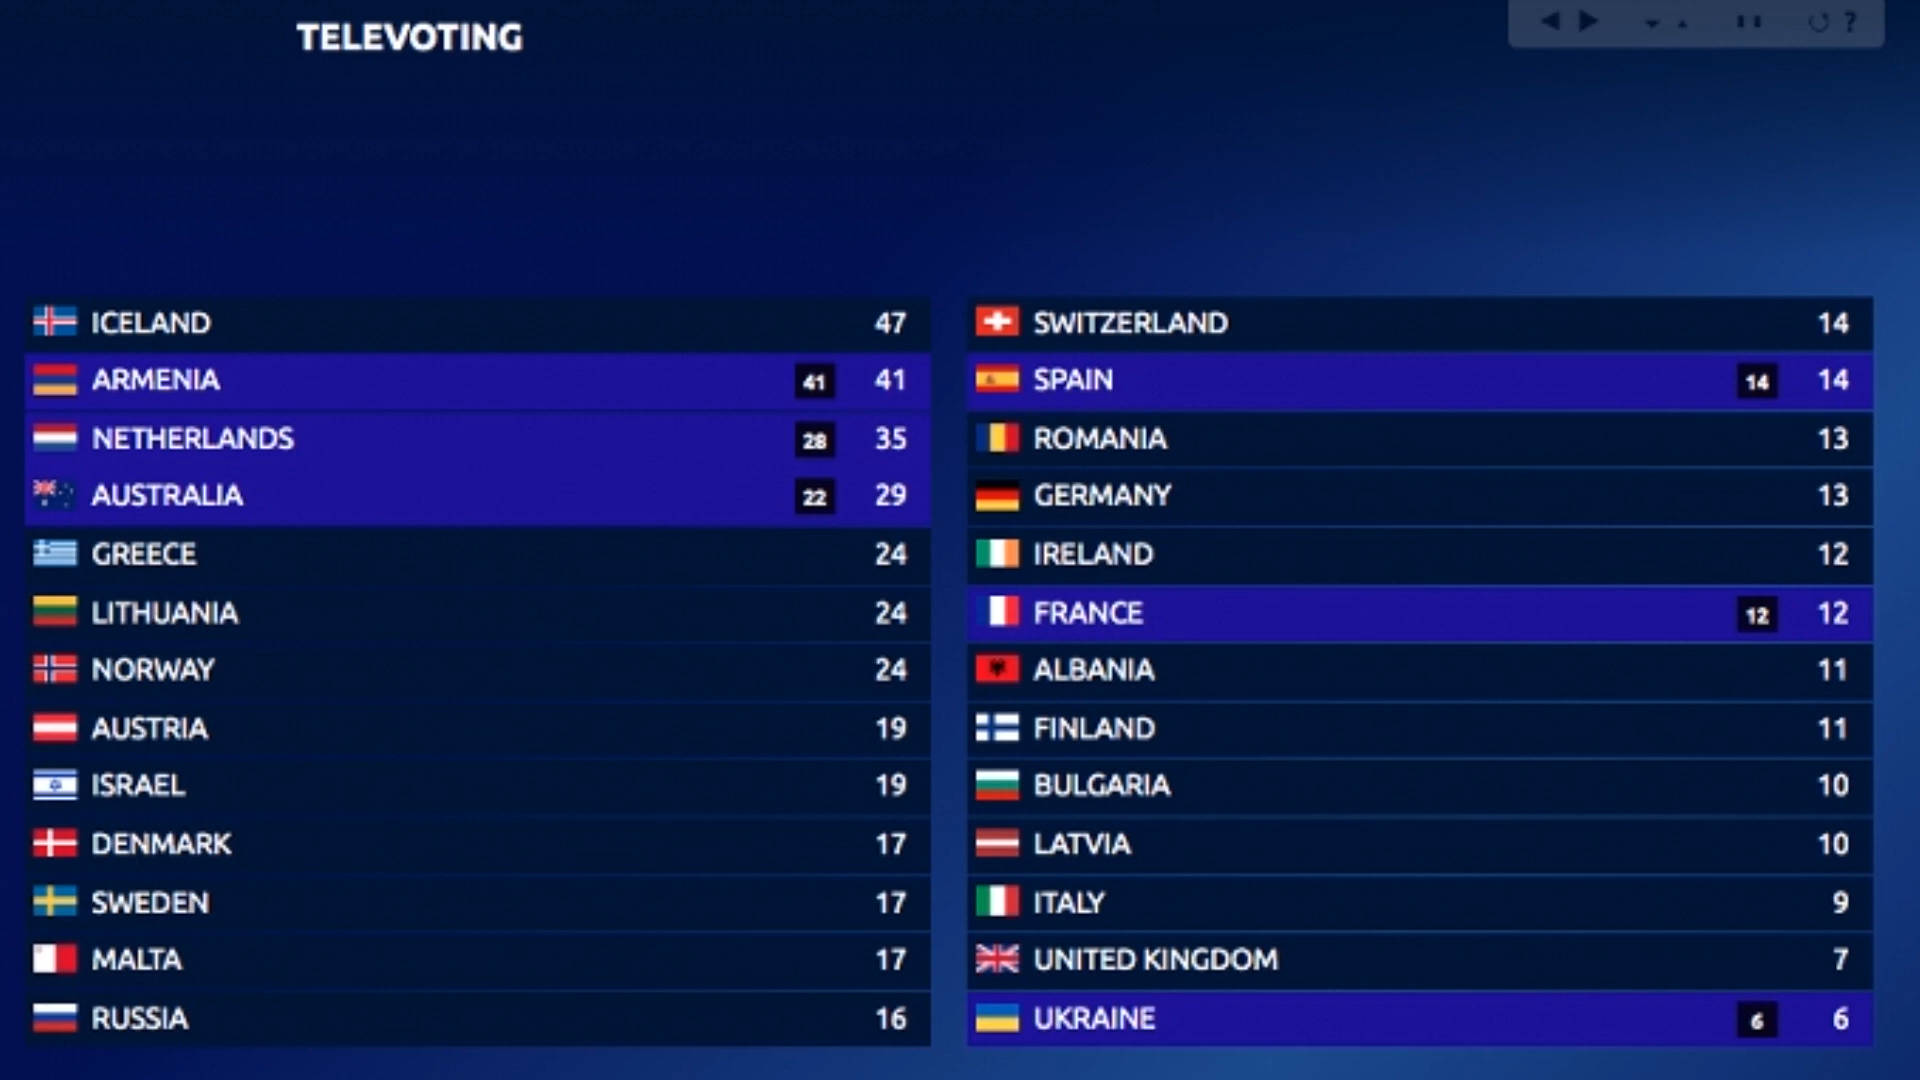 TELEVOTING
?
ICELAND 47
ARMENIA 41 41
NETHERLANDS 28 35
AUSTRALIA 22 29
GREECE 24
LITHUANIA 24
NORWAY 24
AUSTRIA 19
ISRAEL 19
DENMARK 17
SWEDEN 17
MALTA 17
RUSSIA 16
SWITZERLAND 14
SPAIN 14 14
ROMANIA 13
GERMANY 13
IRELAND 12
FRANCE 12 12
ALBANIA 11
FINLAND 11
BULGARIA 10
LATVIA 10
ITALY 9
UNITED KINGDOM 7
UKRAINE 6 6